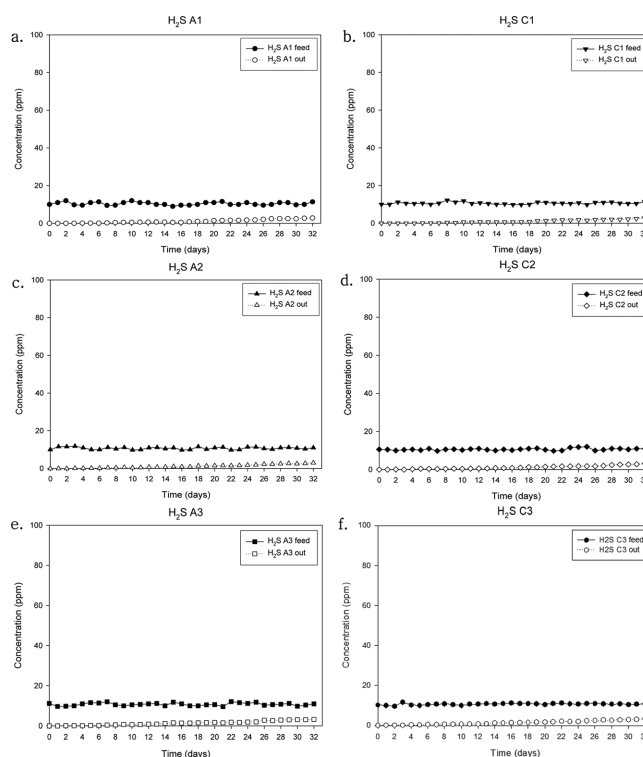 a.
H₂S A1
H₂S A1 feed
H₂S A1 out
Concentration (ppm)
100
80
60
40
20
0
0 2 4 6 8 10 12 14 16 18 20 22 24 26 28 30 32
Time (days)
b.
H₂S C1
H₂S C1 feed
H₂S C1 out
Concentration (ppm)
100
80
60
40
20
0
0 2 4 6 8 10 12 14 16 18 20 22 24 26 28 30 32
Time (days)
c.
H₂S A2
H₂S A2 feed
H₂S A2 out
Concentration (ppm)
100
80
60
40
20
0
0 2 4 6 8 10 12 14 16 18 20 22 24 26 28 30 32
Time (days)
d.
H₂S C2
H₂S C2 feed
H₂S C2 out
Concentration (ppm)
100
80
60
40
20
0
0 2 4 6 8 10 12 14 16 18 20 22 24 26 28 30 32
Time (days)
e.
H₂S A3
H₂S A3 feed
H₂S A3 out
Concentration (ppm)
100
80
60
40
20
0
0 2 4 6 8 10 12 14 16 18 20 22 24 26 28 30 32
Time (days)
f.
H₂S C3
H2S C3 feed
H2S C3 out
Concentration (ppm)
100
80
60
40
20
0
0 2 4 6 8 10 12 14 16 18 20 22 24 26 28 30 32
Time (days)